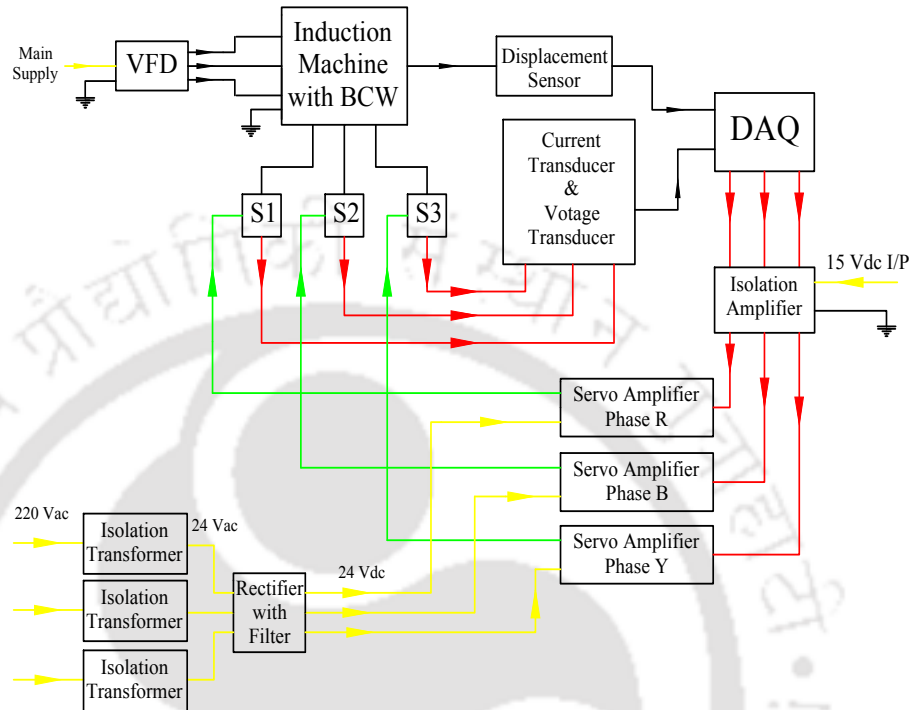 Main
Supply
VFD
Induction
Machine
with BCW
Displacement
Sensor
DAQ
Current
Transducer
&
Votage
Transducer
S1
S2
S3
15 Vdc I/P
Isolation
Amplifier
Servo Amplifier
Phase R
Servo Amplifier
Phase B
Servo Amplifier
Phase Y
220 Vac
Isolation
Transformer
24 Vac
Isolation
Transformer
Isolation
Transformer
Rectifier
with
Filter
24 Vdc